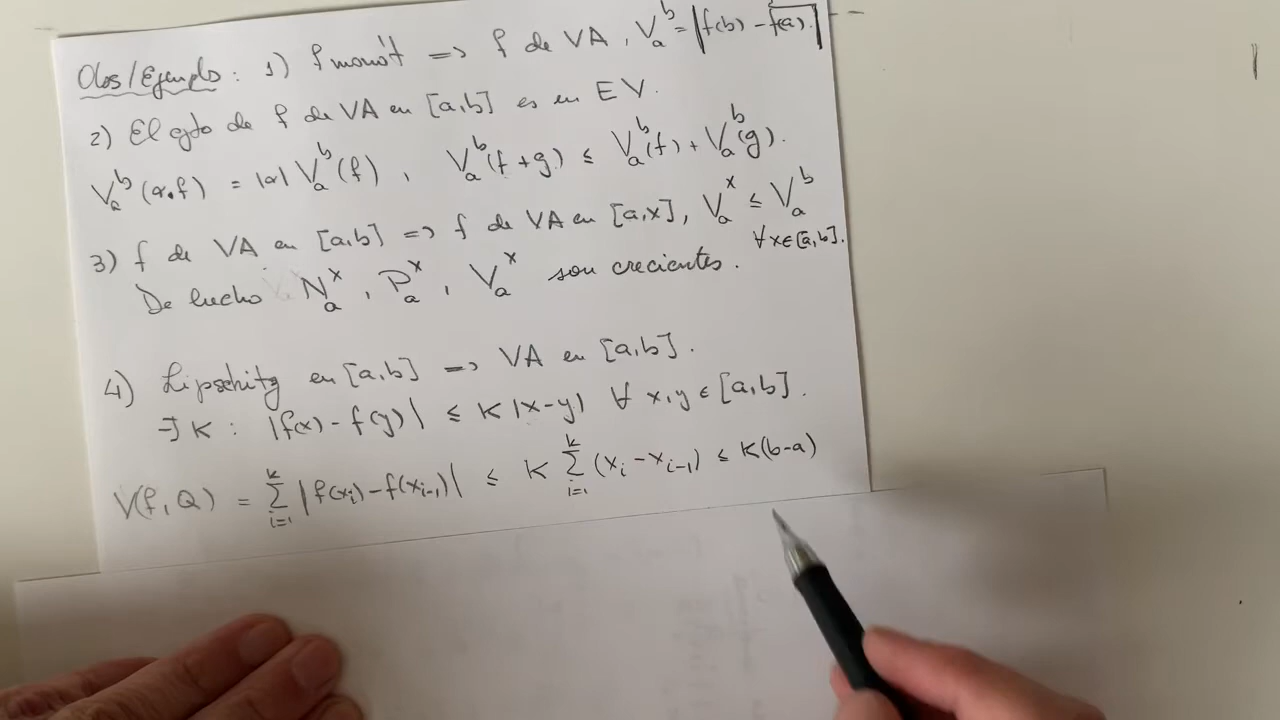 Obs/Ejemplo : 1) f monót => f de VA, V_a^b = |f(b) - f(a)|
2) El cjto de f de VA en [a,b] es un EV.
V_a^b(α.f) = |α| V_a^b(f), V_a^b(f+g) ≤ V_a^b(f) + V_a^b(g).
3) f de VA en [a,b] => f de VA en [a,x], V_a^x ≤ V_a^b
∀x∈[a,b].
De hecho N_a^x, P_a^x, V_a^x son crecientes.
4) Lipschitz en [a,b] => VA en [a,b].
∃K : |f(x) - f(y)| ≤ K|x-y| ∀ x,y ∈ [a,b].
V(f,Q) = Σ_{i=1}^k |f(x_i) - f(x_{i-1})| ≤ K Σ_{i=1}^k (x_i - x_{i-1}) ≤ K(b-a)